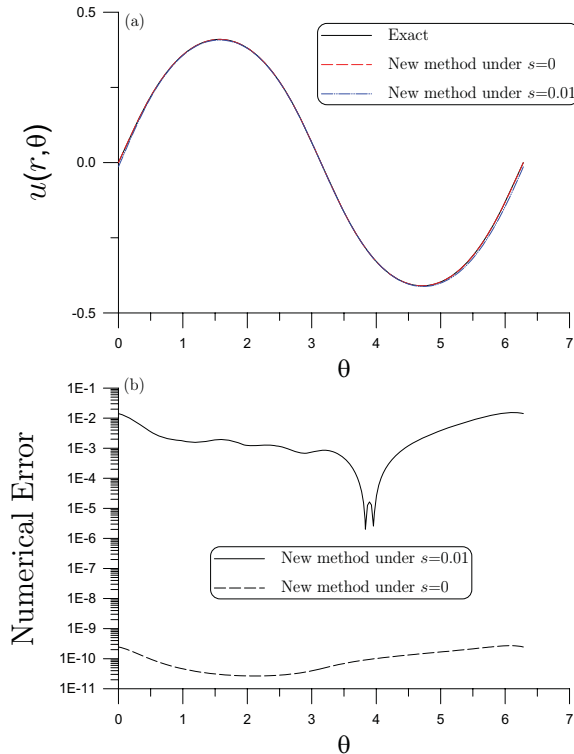 (a)
0.5
0.0
-0.5
u(r,θ)
Exact
New method under s=0
New method under s=0.01
0 1 2 3 4 5 6 7
θ
(b)
1E-1
1E-2
1E-3
1E-4
1E-5
1E-6
1E-7
1E-8
1E-9
1E-10
1E-11
Numerical Error
New method under s=0.01
New method under s=0
0 1 2 3 4 5 6 7
θ